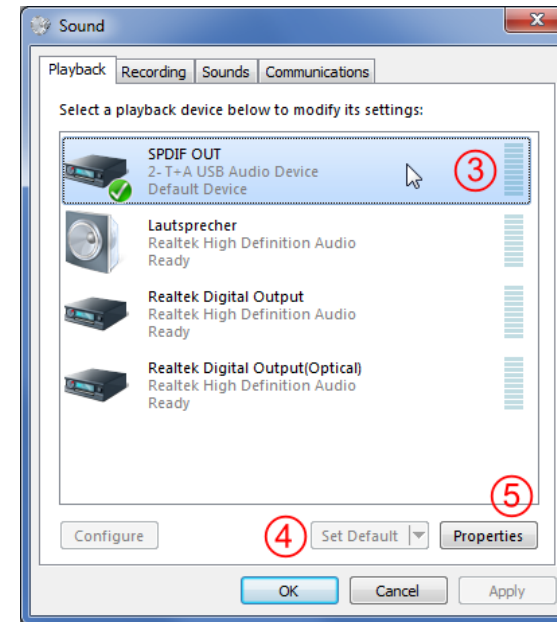 Sound
Playback Recording Sounds Communications
Select a playback device below to modify its settings:
SPDIF OUT
2- T+A USB Audio Device
Default Device
3
Lautsprecher
Realtek High Definition Audio
Ready
Realtek Digital Output
Realtek High Definition Audio
Ready
Realtek Digital Output(Optical)
Realtek High Definition Audio
Ready
5
Configure 4 Set Default Properties
OK Cancel Apply